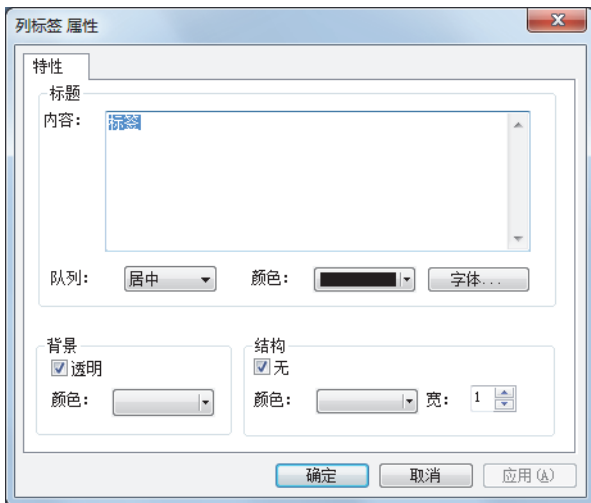 列标签 属性
特性
标题
内容：
标签
队列： 居中 颜色： 字体...
背景 结构
透明 无
颜色： 颜色： 宽： 1
确定 取消 应用(A)